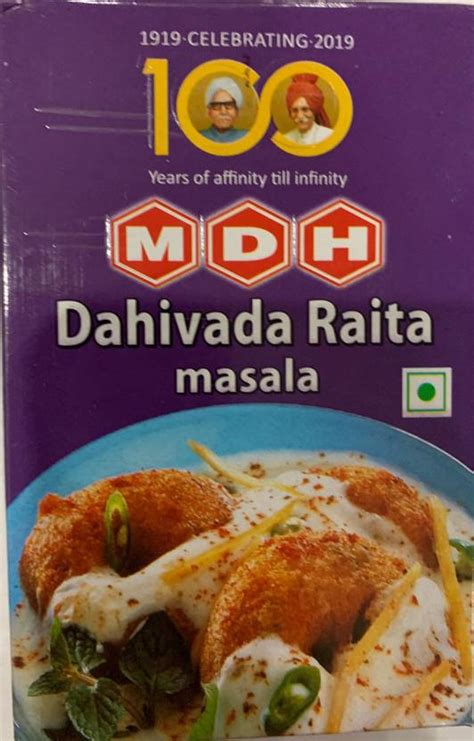 1919·CELEBRATING·2019
100
Years of affinity till infinity
MDH
Dahivada Raita
masala